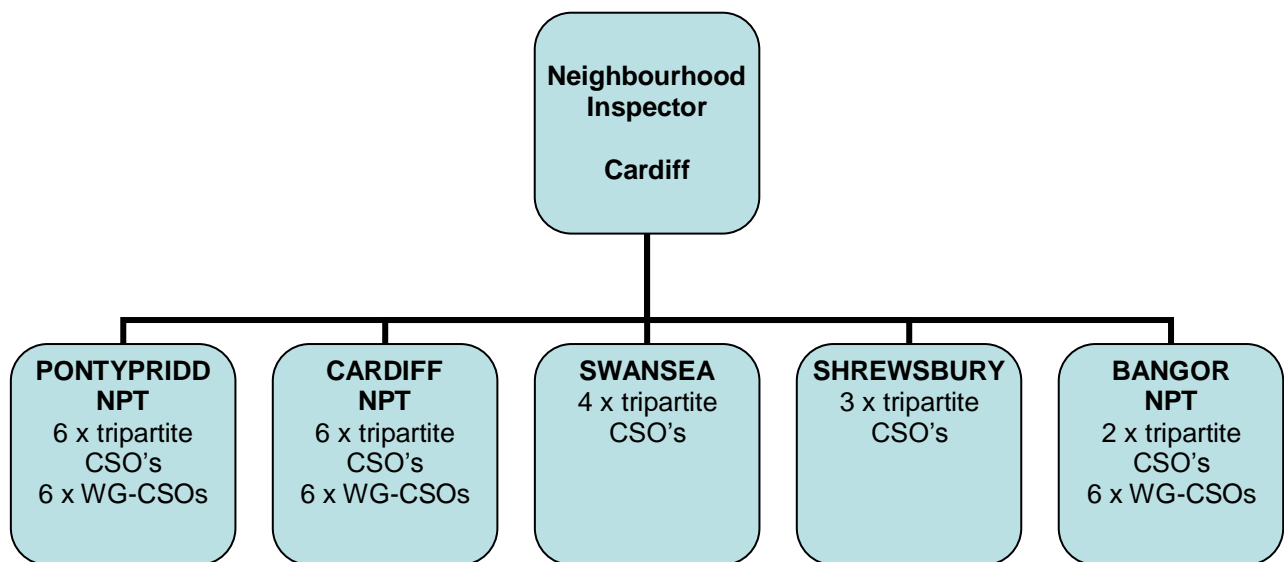 Neighbourhood
Inspector
Cardiff
PONTYPRIDD
NPT
6 x tripartite
CSO’s
6 x WG-CSOs
CARDIFF
NPT
6 x tripartite
CSO’s
6 x WG-CSOs
SWANSEA
4 x tripartite
CSO’s
SHREWSBURY
3 x tripartite
CSO’s
BANGOR
NPT
2 x tripartite
CSO’s
6 x WG-CSOs